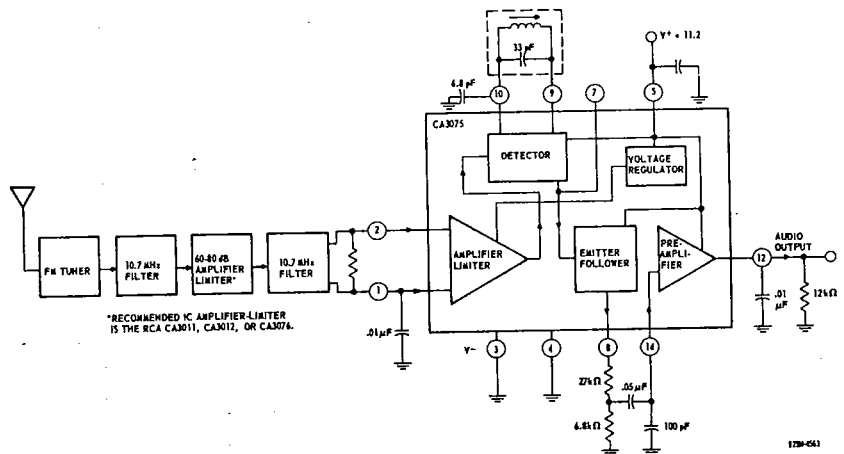 33 µF
V+ = 11.2
6.8 pF
10
9
7
5
CA3075
DETECTOR
VOLTAGE
REGULATOR
2
FM TUNER
10.7 MHz
FILTER
60-80 dB
AMPLIFIER
LIMITER*
10.7 MHz
FILTER
AMPLIFIER
LIMITER
EMITTER
FOLLOWER
PRE-
AMPLI-
FIER
AUDIO
OUTPUT
12
1
.01 µF
.01
µF
12kΩ
*RECOMMENDED IC AMPLIFIER-LIMITER
IS THE RCA CA3011, CA3012, OR CA3076.
V−
3
4
8
14
27kΩ
.05 µF
6.8kΩ
100 pF